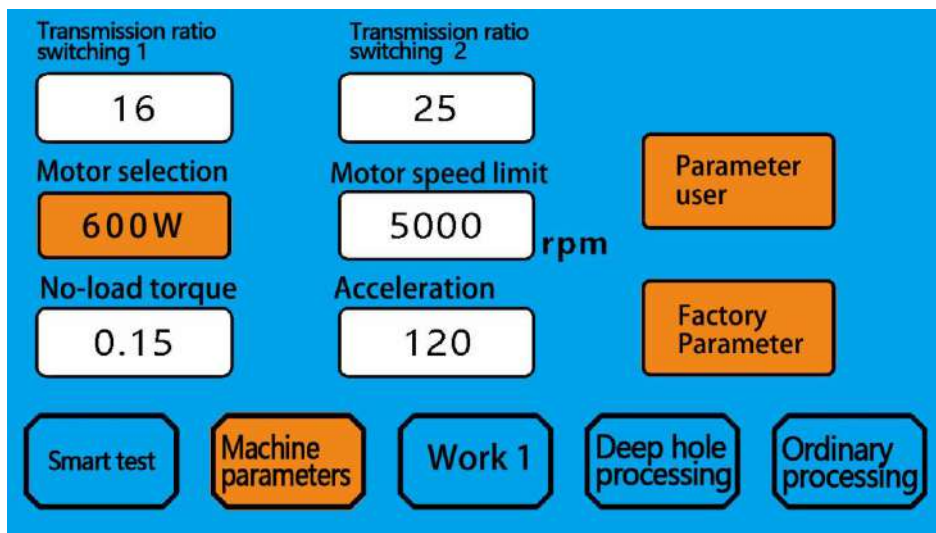 Transmission ratio
switching 1
Transmission ratio
switching 2
16
25
Motor selection
Motor speed limit
600W
5000
rpm
Parameter
user
No-load torque
Acceleration
0.15
120
Factory
Parameter
Smart test
Machine
parameters
Work 1
Deep hole
processing
Ordinary
processing